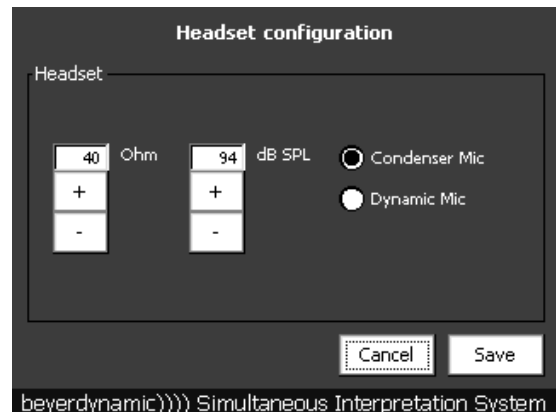 Headset configuration
Headset
40 Ohm 94 dB SPL Condenser Mic
+ + Dynamic Mic
- -
Cancel Save
beyerdynamic)))) Simultaneous Interpretation System